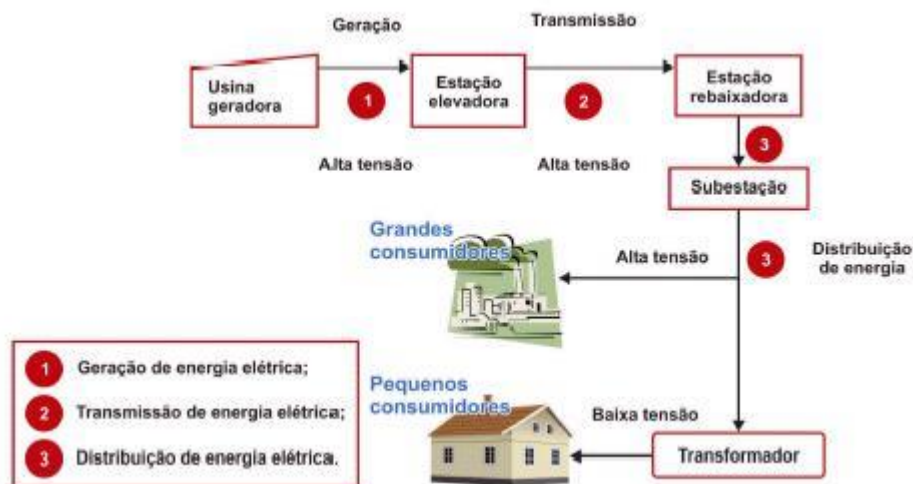 Geração
Transmissão
Usina
geradora
1
Estação
elevadora
2
Estação
rebaixadora
Alta tensão
Alta tensão
3
Subestação
Grandes
consumidores
Alta tensão
3
Distribuição
de energia
1 Geração de energia elétrica;
2 Transmissão de energia elétrica;
3 Distribuição de energia elétrica.
Pequenos
consumidores
Baixa tensão
Transformador